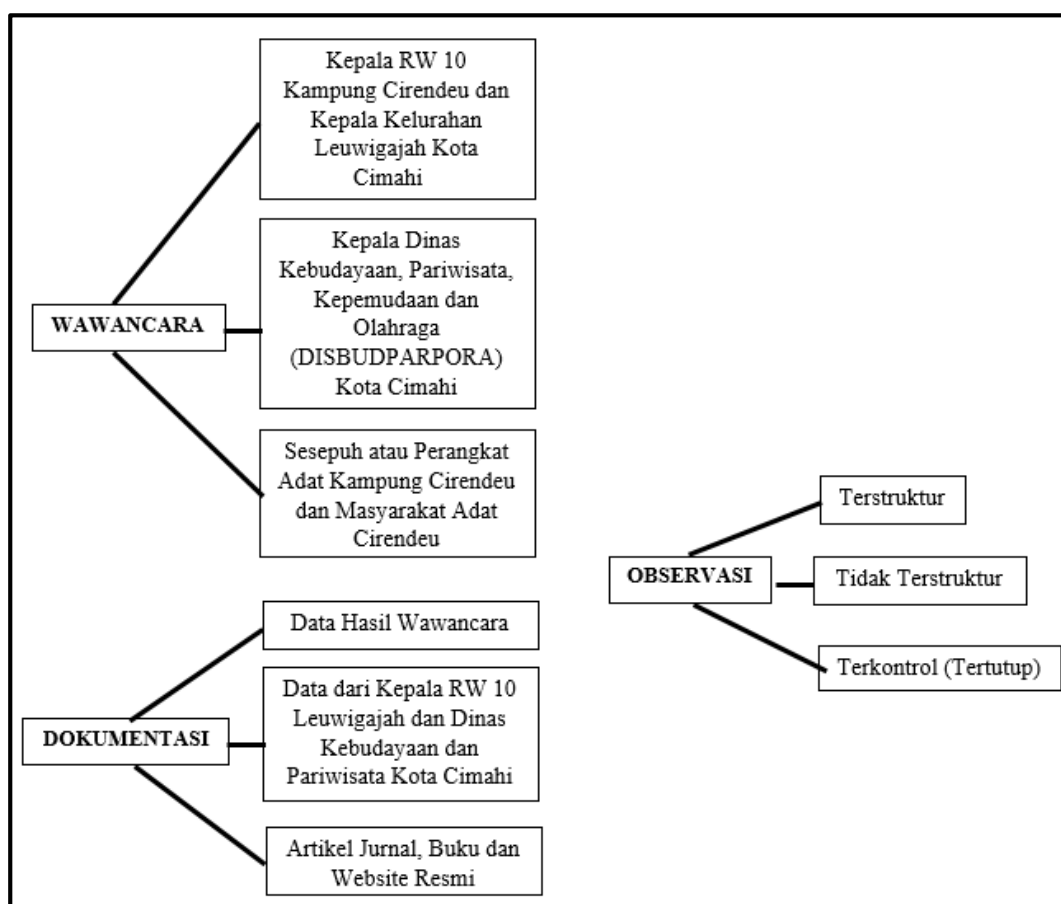 Kepala RW 10
Kampung Cirendeu dan
Kepala Kelurahan
Leuwigajah Kota
Cimahi
WAWANCARA
Kepala Dinas
Kebudayaan, Pariwisata,
Kepemudaan dan
Olahraga
(DISBUDPARPORA)
Kota Cimahi
Sesepuh atau Perangkat
Adat Kampung Cirendeu
dan Masyarakat Adat
Cirendeu
DOKUMENTASI
Data Hasil Wawancara
Data dari Kepala RW 10
Leuwigajah dan Dinas
Kebudayaan dan
Pariwisata Kota Cimahi
Artikel Jurnal, Buku dan
Website Resmi
OBSERVASI
Terstruktur
Tidak Terstruktur
Terkontrol (Tertutup)